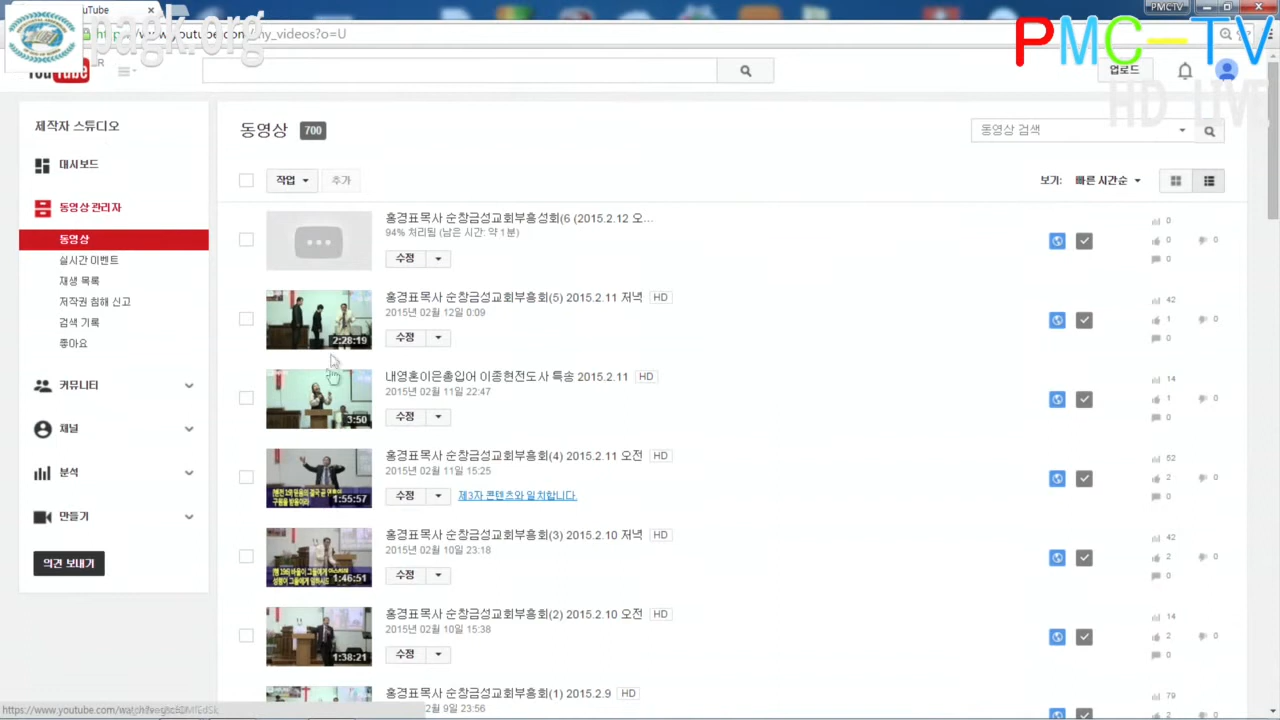 uTube
PMCTV
pagk.org
PMC-TV
HD LIVE
업로드
제작자 스튜디오
대시보드
동영상 관리자
동영상
실시간 이벤트
재생 목록
저작권 침해 신고
검색 기록
좋아요
커뮤니티
채널
분석
만들기
의견 보내기
동영상 700
동영상 검색
작업
추가
보기: 빠른 시간순
홍경표목사 순창금성교회부흥성회(6 (2015.2.12 오...
94% 처리됨 (남은 시간: 약 1분)
수정
0
0 0
0
홍경표목사 순창금성교회부흥회(5) 2015.2.11 저녁 HD
2015년 02월 12일 0:09
수정
2:28:19
42
1 0
0
내영혼이은총입어 이종현전도사 특송 2015.2.11 HD
2015년 02월 11일 22:47
수정
3:50
14
1 0
0
홍경표목사 순창금성교회부흥회(4) 2015.2.11 오전 HD
2015년 02월 11일 15:25
수정
제3자 콘텐츠와 일치합니다.
1:55:57
52
2 0
0
홍경표목사 순창금성교회부흥회(3) 2015.2.10 저녁 HD
2015년 02월 10일 23:18
수정
1:46:51
42
2 0
0
홍경표목사 순창금성교회부흥회(2) 2015.2.10 오전 HD
2015년 02월 10일 15:38
수정
1:38:21
14
2 0
0
홍경표목사 순창금성교회부흥회(1) 2015.2.9 HD
2월 9일 23:56
79
2 0